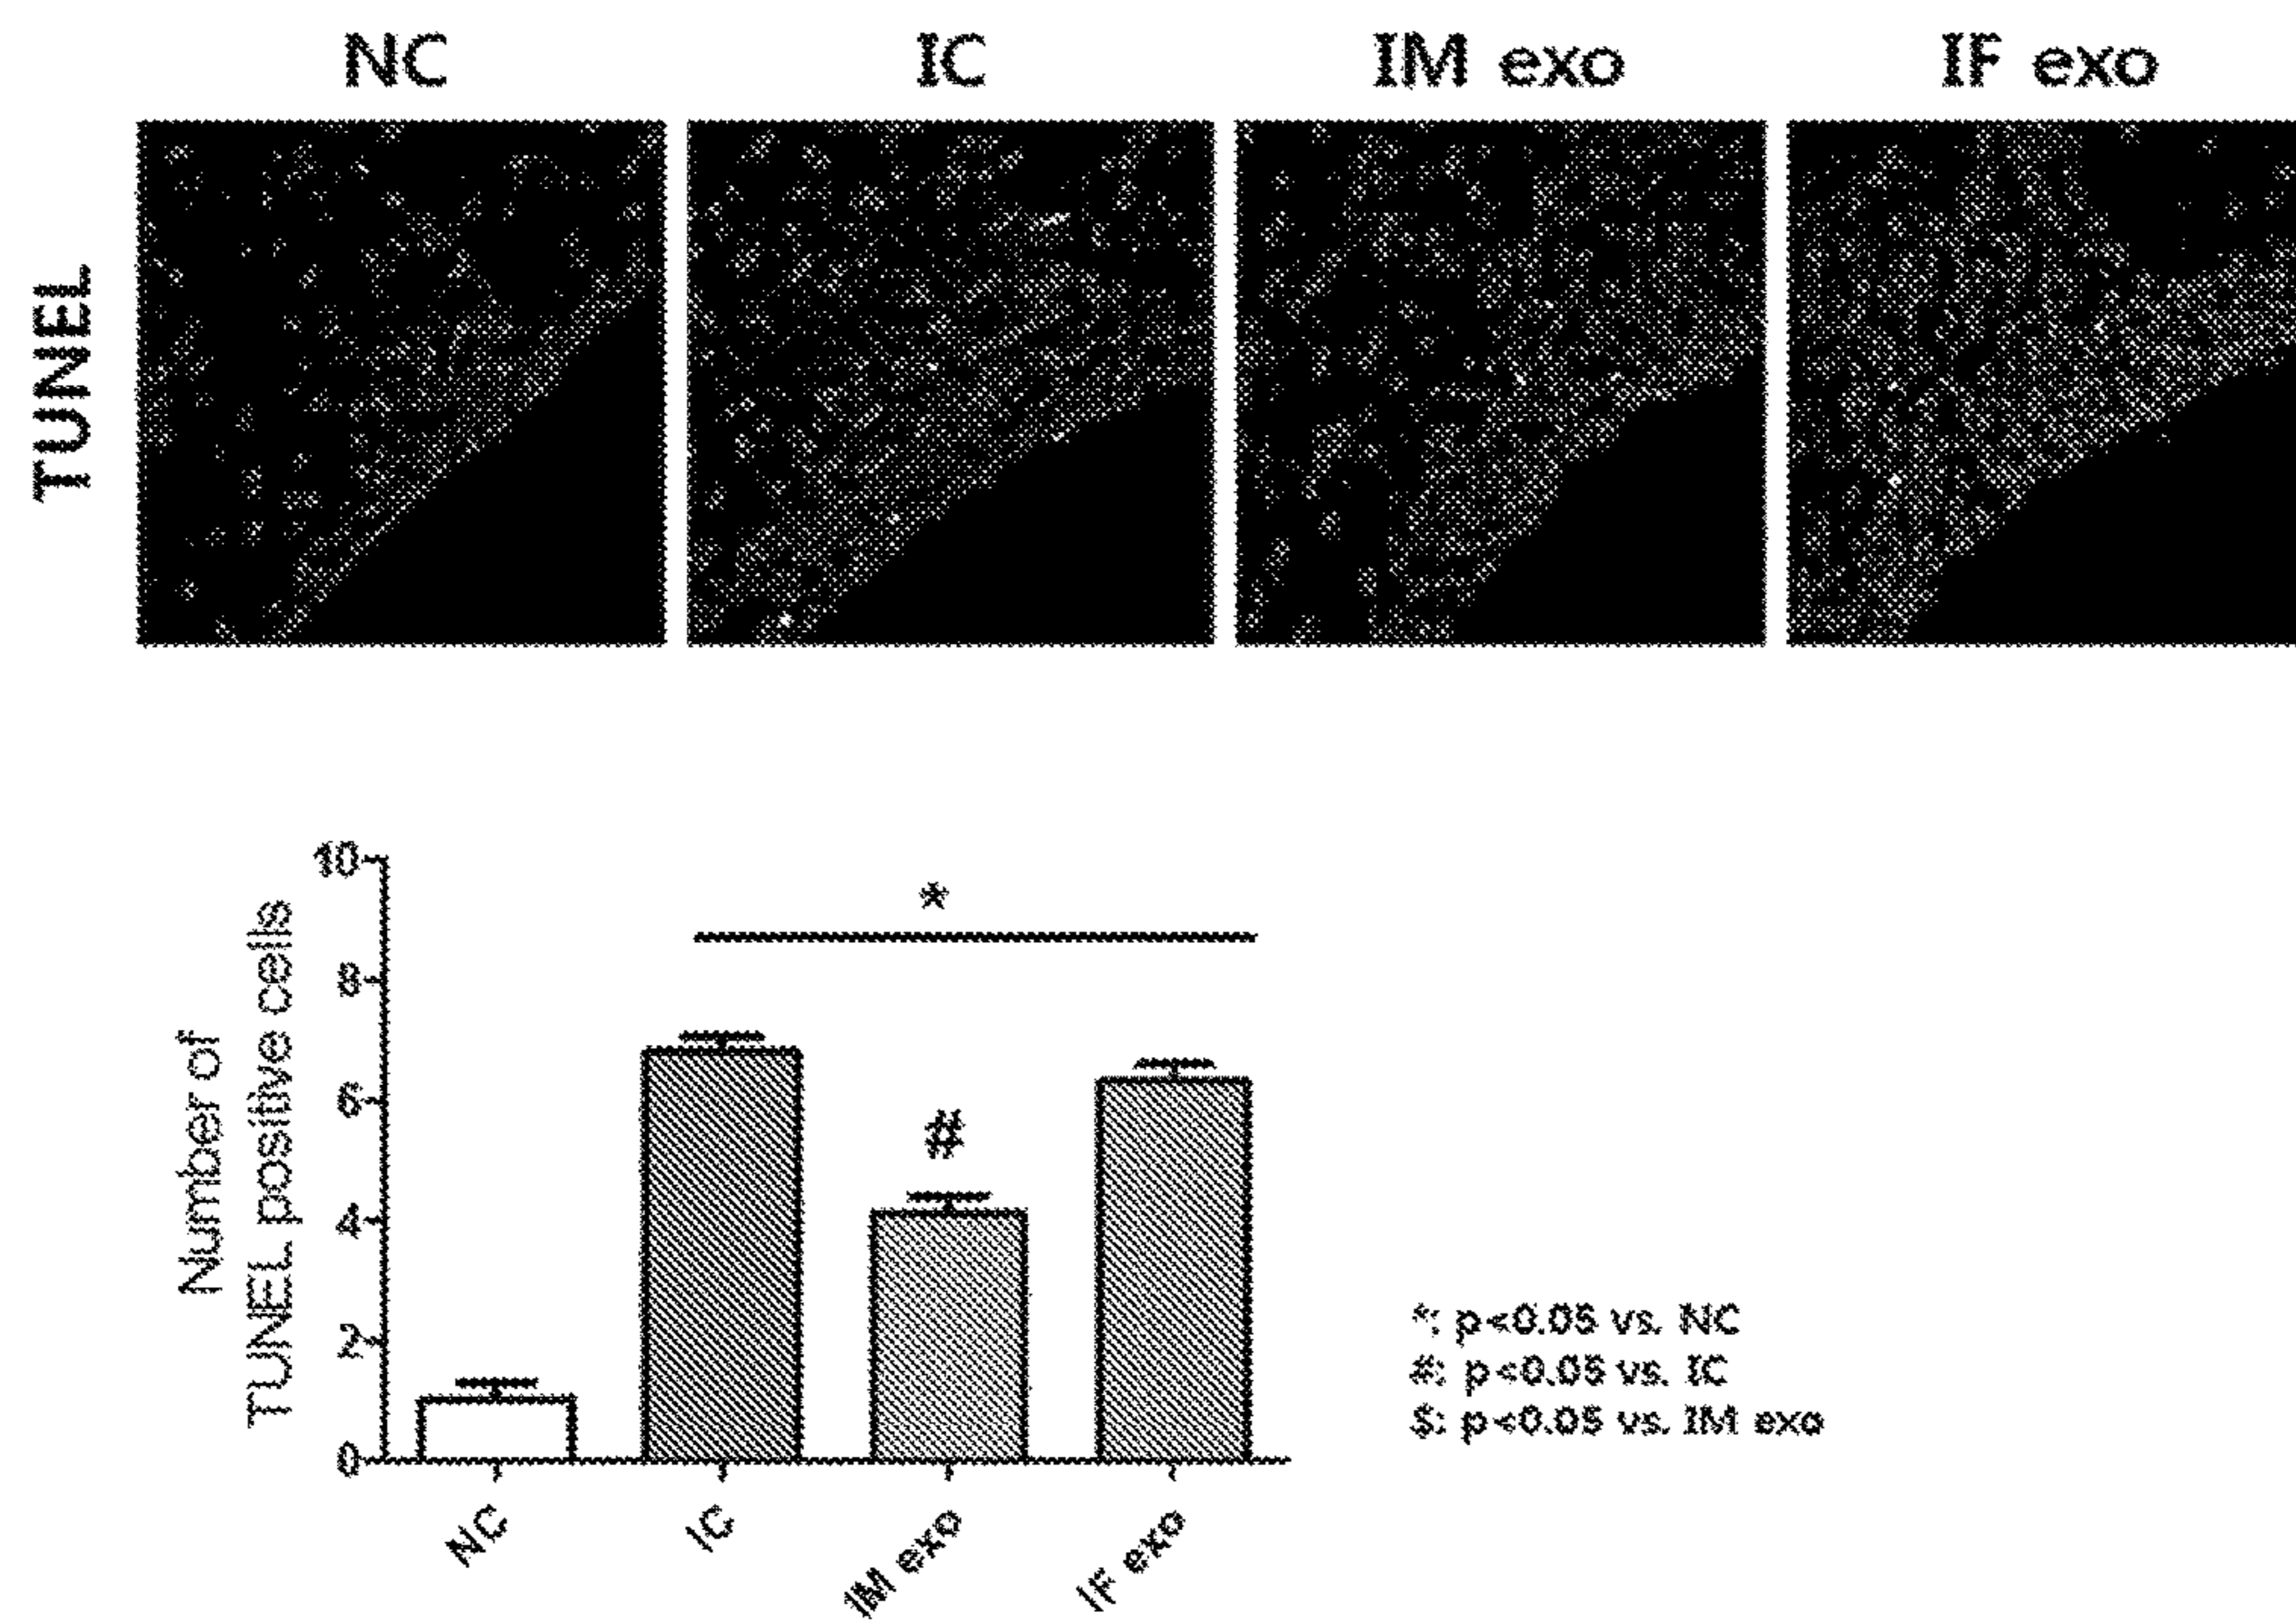 NC IC IM exo IF exo
TUNEL
*
#
Number of
TUNEL positive cells
10
8
6
4
2
0
NC IC IM exo IF exo
*: p<0.05 vs. NC
#: p<0.05 vs. IC
$: p<0.05 vs. IM exo